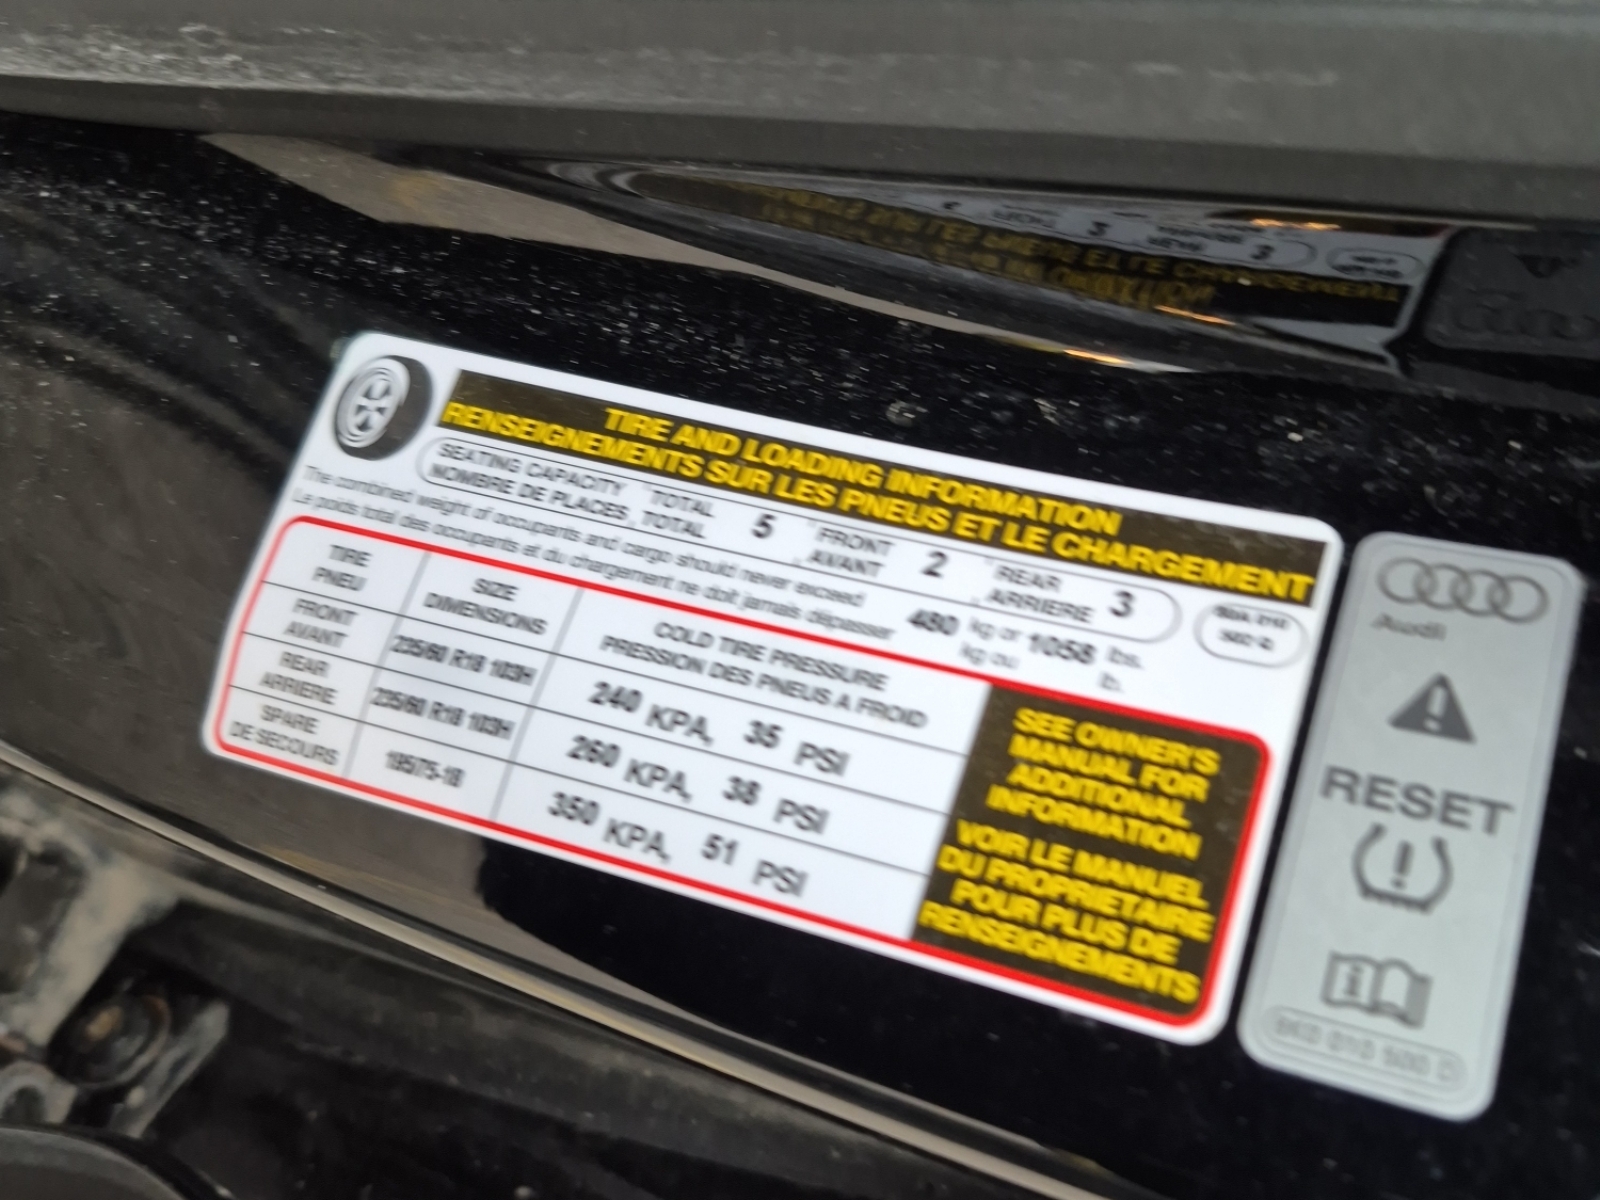 TIRE AND LOADING INFORMATION
RENSEIGNEMENTS SUR LES PNEUS ET LE CHARGEMENT
SEATING CAPACITY TOTAL 5 FRONT 2 REAR 3
NOMBRE DE PLACES, TOTAL AVANT ARRIERE
The combined weight of occupants and cargo should never exceed 480 kg or 1058 lbs.
Le poids total des occupants et du chargement ne doit jamais dépasser kg ou lb.
TIRE SIZE COLD TIRE PRESSURE
PNEU DIMENSIONS PRESSION DES PNEUS A FROID
FRONT
AVANT 235/60 R18 103H 240 KPA, 35 PSI
REAR
ARRIERE 235/60 R18 103H 260 KPA, 38 PSI
SPARE
DE SECOURS 195/75-18 350 KPA, 51 PSI
SEE OWNER'S
MANUAL FOR
ADDITIONAL
INFORMATION
VOIR LE MANUEL
DU PROPRIETAIRE
POUR PLUS DE
RENSEIGNEMENTS
Audi
RESET